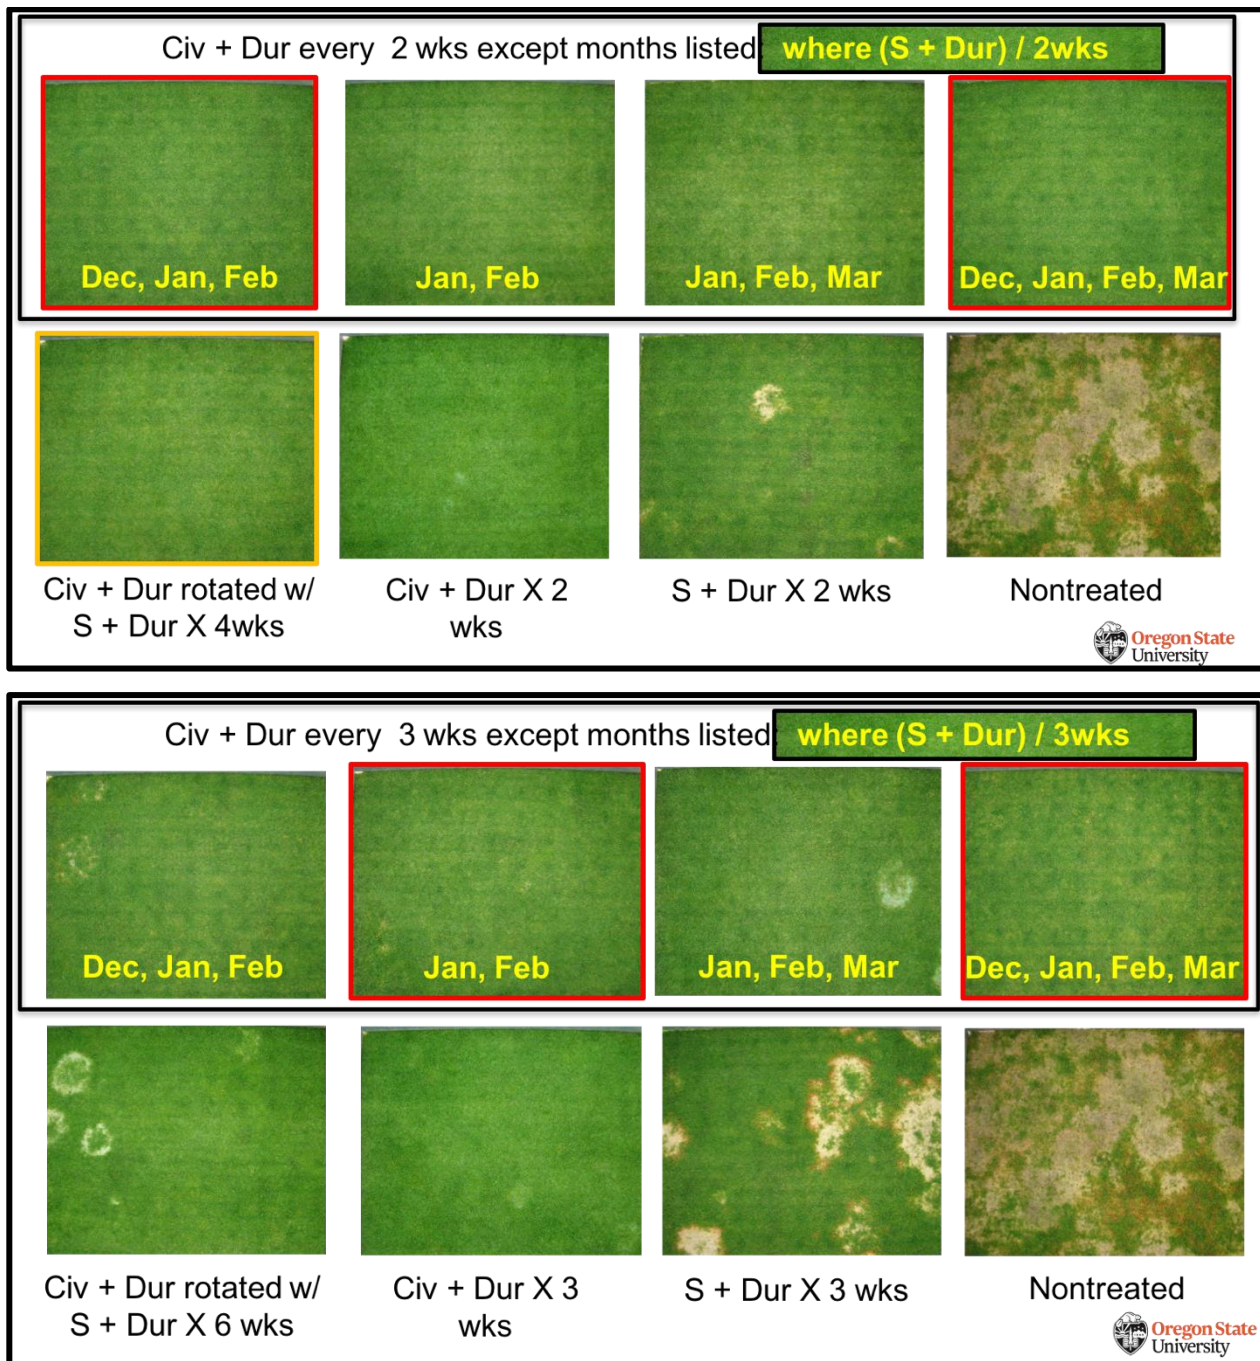 Civ + Dur every 2 wks except months listed where (S + Dur) / 2wks
Dec, Jan, Feb
Jan, Feb
Jan, Feb, Mar
Dec, Jan, Feb, Mar
Civ + Dur rotated w/
S + Dur X 4wks
Civ + Dur X 2
wks
S + Dur X 2 wks
Nontreated
Oregon State
University
Civ + Dur every 3 wks except months listed where (S + Dur) / 3wks
Dec, Jan, Feb
Jan, Feb
Jan, Feb, Mar
Dec, Jan, Feb, Mar
Civ + Dur rotated w/
S + Dur X 6 wks
Civ + Dur X 3
wks
S + Dur X 3 wks
Nontreated
Oregon State
University